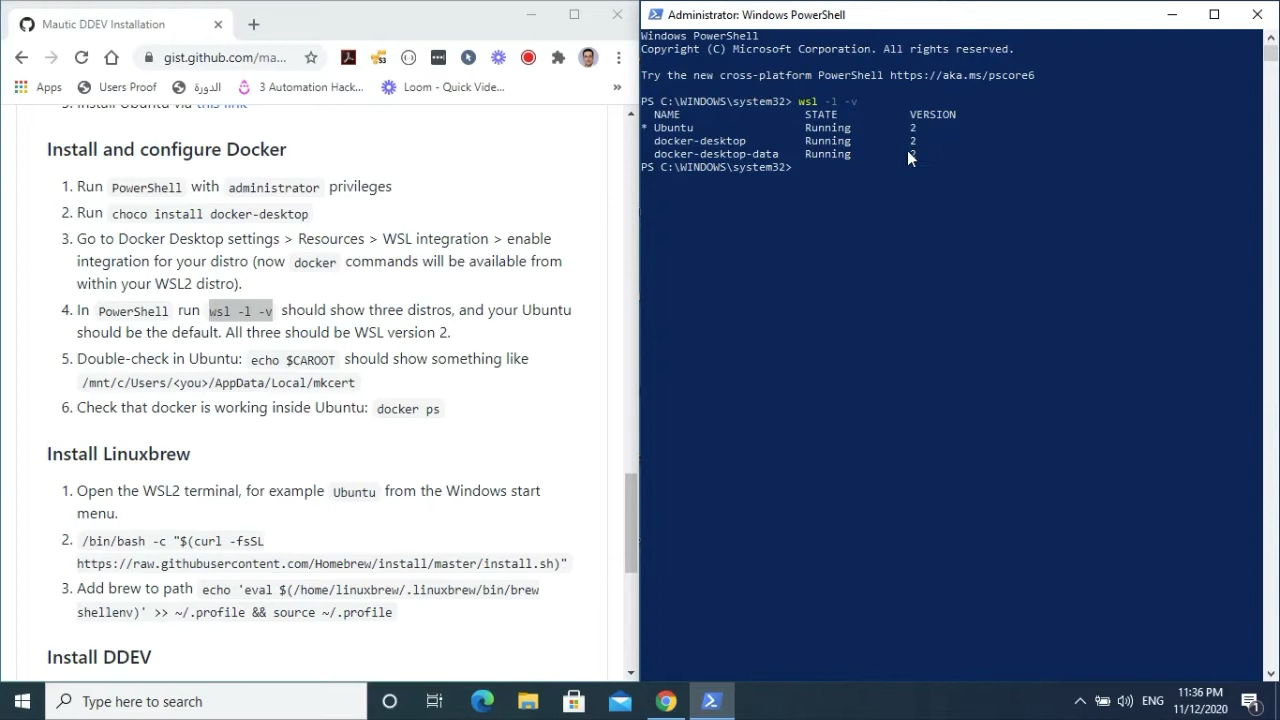 Mautic DDEV Installation
gist.github.com/ma...
Apps
Users Proof
الدورة
3 Automation Hack...
Loom - Quick Vide...
»
Install and configure Docker
1. Run PowerShell with administrator privileges
2. Run choco install docker-desktop
3. Go to Docker Desktop settings > Resources > WSL integration > enable
integration for your distro (now docker commands will be available from
within your WSL2 distro).
4. In PowerShell run wsl -l -v should show three distros, and your Ubuntu
should be the default. All three should be WSL version 2.
5. Double-check in Ubuntu: echo $CAROOT should show something like
/mnt/c/Users/<you>/AppData/Local/mkcert
6. Check that docker is working inside Ubuntu: docker ps
Install Linuxbrew
1. Open the WSL2 terminal, for example Ubuntu from the Windows start
menu.
2. /bin/bash -c "$(curl -fsSL
https://raw.githubusercontent.com/Homebrew/install/master/install.sh)"
3. Add brew to path echo 'eval $(/home/linuxbrew/.linuxbrew/bin/brew
shellenv)' >> ~/.profile && source ~/.profile
Install DDEV
Administrator: Windows PowerShell
Windows PowerShell
Copyright (C) Microsoft Corporation. All rights reserved.
Try the new cross-platform PowerShell https://aka.ms/pscore6
PS C:\WINDOWS\system32> wsl -l -v
NAME STATE VERSION
* Ubuntu Running 2
docker-desktop Running 2
docker-desktop-data Running 2
PS C:\WINDOWS\system32>
Type here to search
ENG
11:36 PM
11/12/2020
1